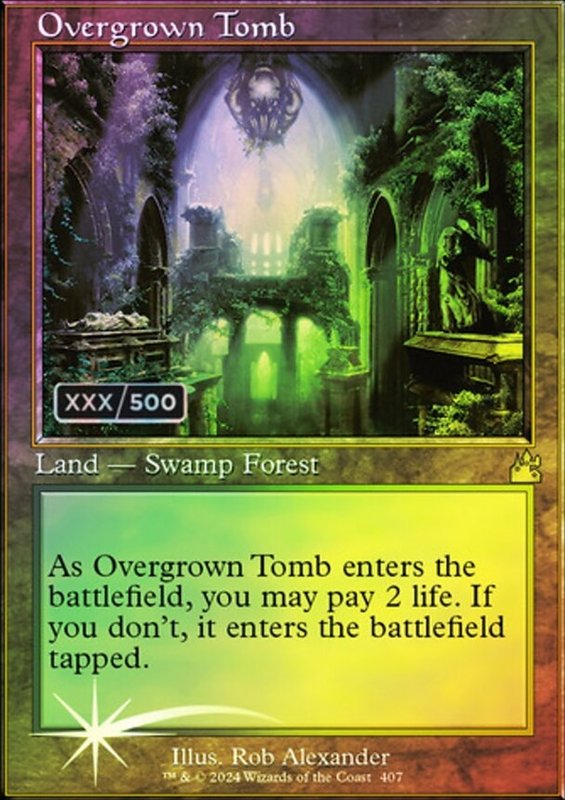 Overgrown Tomb
XXX/500
Land — Swamp Forest
As Overgrown Tomb enters the
battlefield, you may pay 2 life. If
you don't, it enters the battlefield
tapped.
Illus. Rob Alexander
™ & © 2024 Wizards of the Coast 407